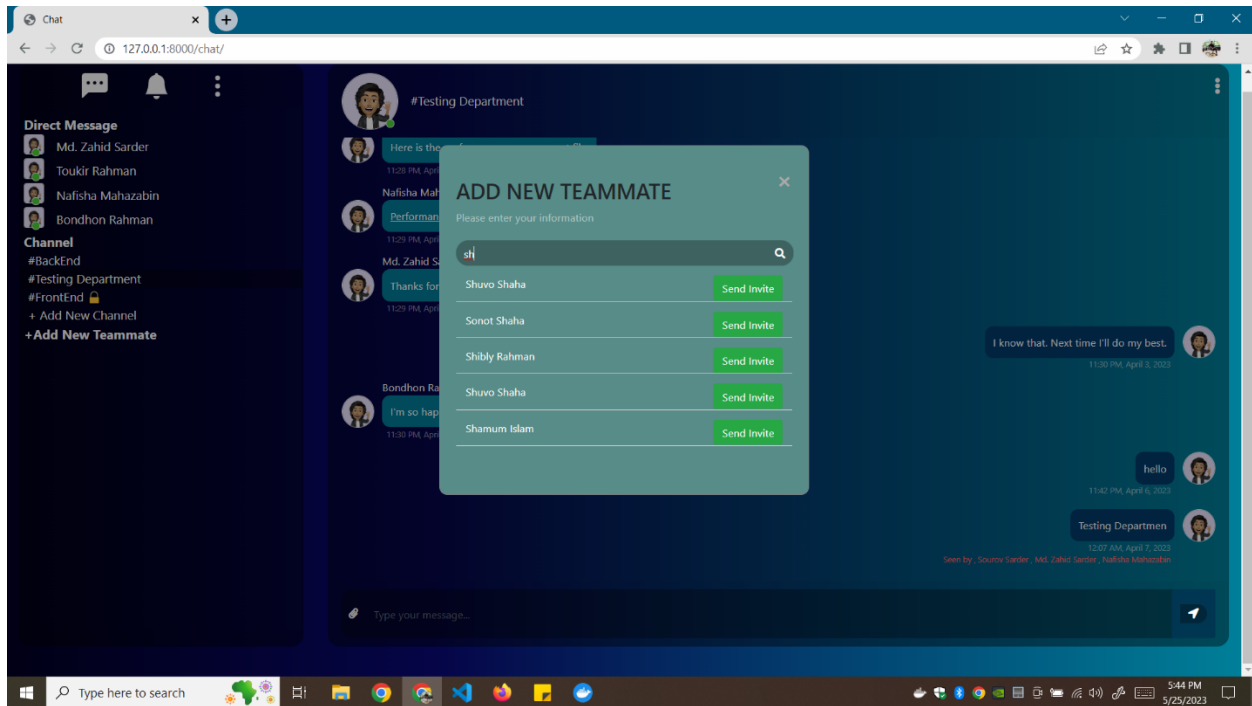 Chat
127.0.0.1:8000/chat/
Direct Message
Md. Zahid Sarder
Toukir Rahman
Nafisha Mahazabin
Bondhon Rahman
Channel
#BackEnd
#Testing Department
#FrontEnd
+ Add New Channel
+Add New Teammate
#Testing Department
Here is the
11:28 PM, Apri
Nafisha Mah
Performan
11:29 PM, Apri
Md. Zahid S
Thanks for
11:29 PM, Apri
I know that. Next time I'll do my best.
11:30 PM, April 3, 2023
Bondhon Ra
I'm so hap
11:30 PM, Apri
hello
11:42 PM, April 6, 2023
Testing Departmen
12:07 AM, April 7, 2023
Seen by , Sourov Sarder , Md. Zahid Sarder , Nafisha Mahazabin
Type your message...
ADD NEW TEAMMATE
×
Please enter your information
sh
Shuvo Shaha
Send Invite
Sonot Shaha
Send Invite
Shibly Rahman
Send Invite
Shuvo Shaha
Send Invite
Shamum Islam
Send Invite
Type here to search
5:44 PM
5/25/2023